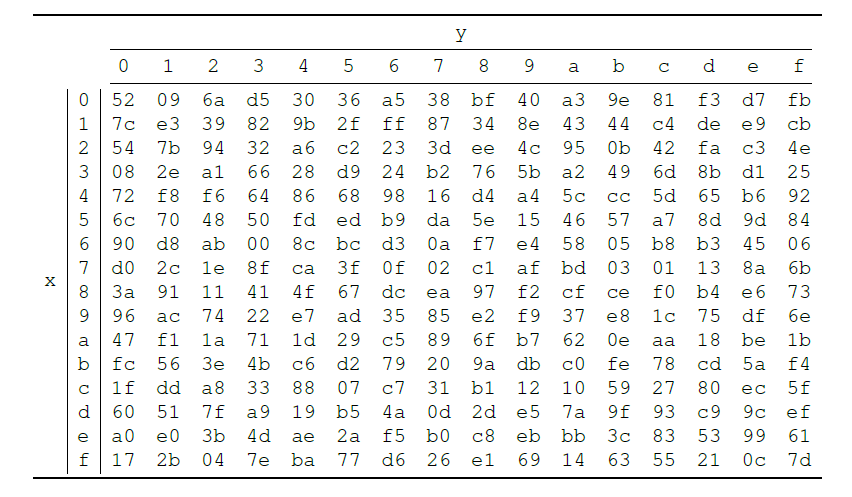 y
0 1 2 3 4 5 6 7 8 9 a b c d e f
0 52 09 6a d5 30 36 a5 38 bf 40 a3 9e 81 f3 d7 fb
1 7c e3 39 82 9b 2f ff 87 34 8e 43 44 c4 de e9 cb
2 54 7b 94 32 a6 c2 23 3d ee 4c 95 0b 42 fa c3 4e
3 08 2e a1 66 28 d9 24 b2 76 5b a2 49 6d 8b d1 25
4 72 f8 f6 64 86 68 98 16 d4 a4 5c cc 5d 65 b6 92
5 6c 70 48 50 fd ed b9 da 5e 15 46 57 a7 8d 9d 84
6 90 d8 ab 00 8c bc d3 0a f7 e4 58 05 b8 b3 45 06
7 d0 2c 1e 8f ca 3f 0f 02 c1 af bd 03 01 13 8a 6b
x 8 3a 91 11 41 4f 67 dc ea 97 f2 cf ce f0 b4 e6 73
9 96 ac 74 22 e7 ad 35 85 e2 f9 37 e8 1c 75 df 6e
a 47 f1 1a 71 1d 29 c5 89 6f b7 62 0e aa 18 be 1b
b fc 56 3e 4b c6 d2 79 20 9a db c0 fe 78 cd 5a f4
c 1f dd a8 33 88 07 c7 31 b1 12 10 59 27 80 ec 5f
d 60 51 7f a9 19 b5 4a 0d 2d e5 7a 9f 93 c9 9c ef
e a0 e0 3b 4d ae 2a f5 b0 c8 eb bb 3c 83 53 99 61
f 17 2b 04 7e ba 77 d6 26 e1 69 14 63 55 21 0c 7d